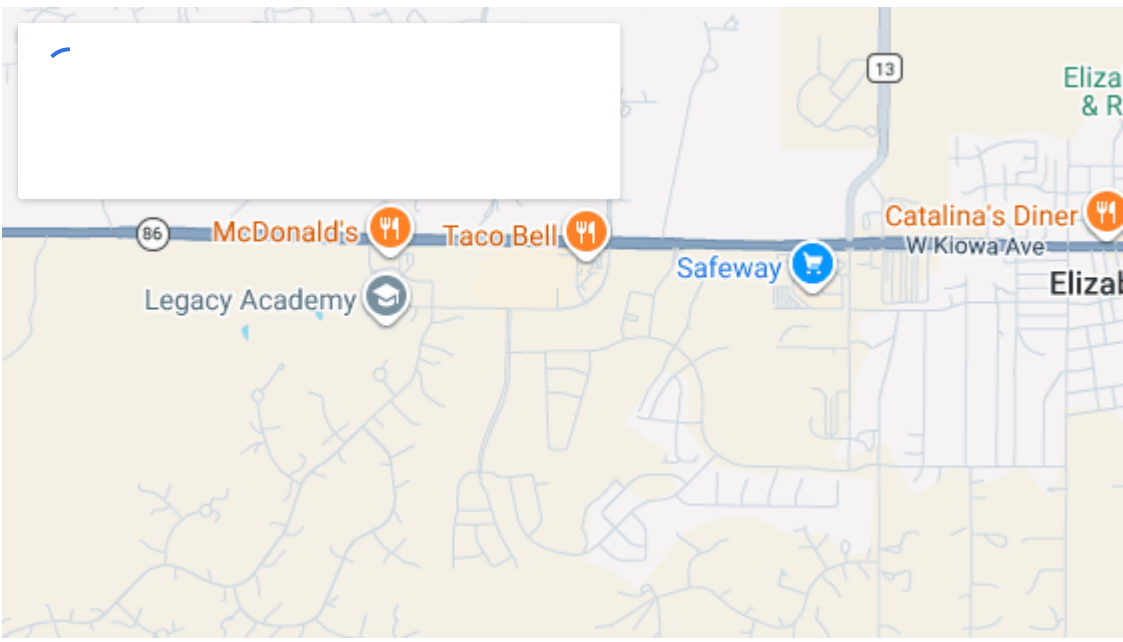 13
Eliza
& R
86
McDonald's
Taco Bell
Catalina's Diner
W Kiowa Ave
Safeway
Elizab
Legacy Academy